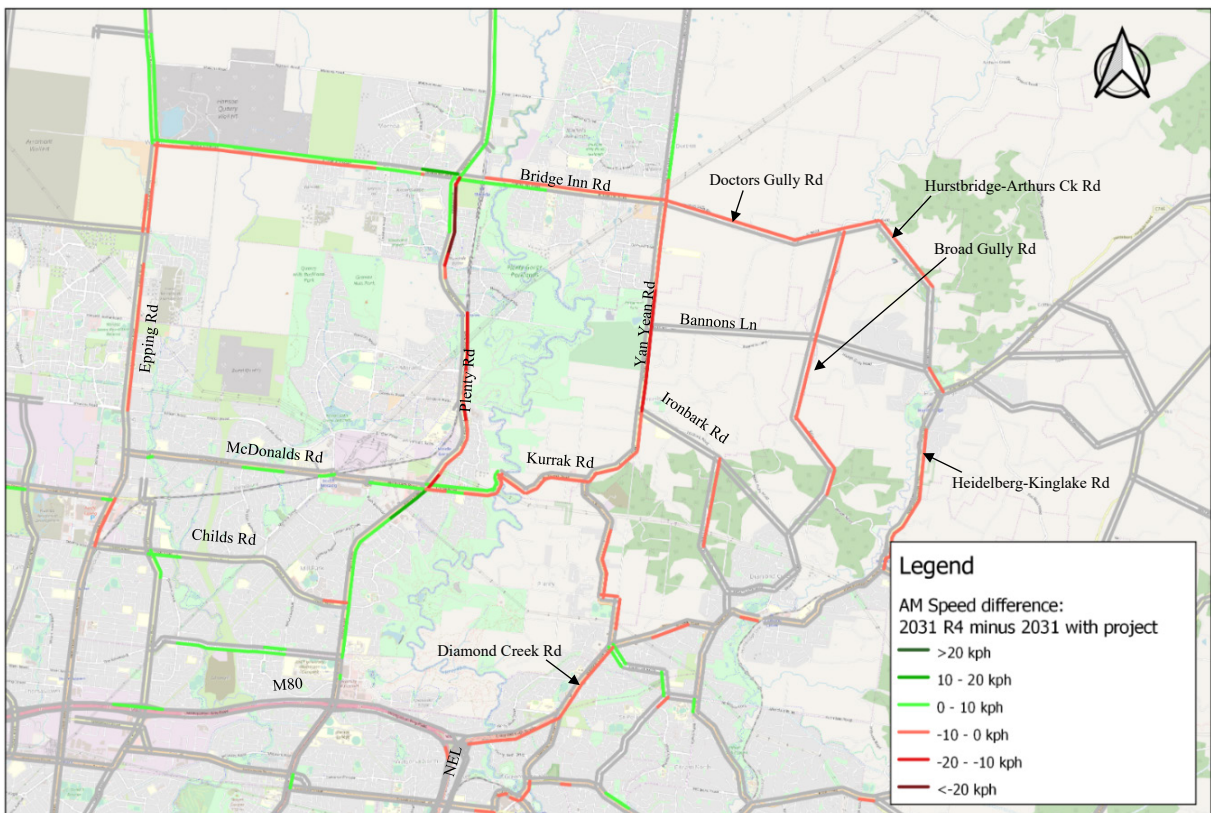 Bridge Inn Rd
Doctors Gully Rd
Hurstbridge-Arthurs Ck Rd
Broad Gully Rd
Epping Rd
Plenty Rd
Yan Yean Rd
Bannons Ln
Ironbark Rd
McDonalds Rd
Kurrak Rd
Heidelberg-Kinglake Rd
Childs Rd
Diamond Creek Rd
M80
NEL
Legend
AM Speed difference:
2031 R4 minus 2031 with project
>20 kph
10 - 20 kph
0 - 10 kph
-10 - 0 kph
-20 - -10 kph
<-20 kph